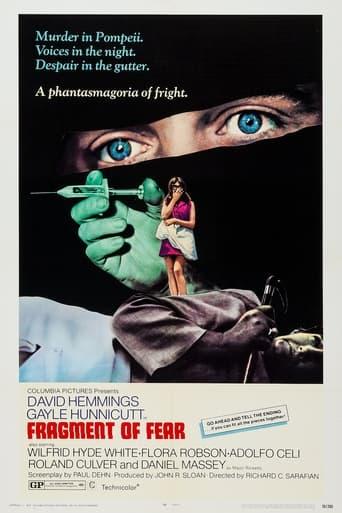 Murder in Pompeii.
Voices in the night.
Despair in the gutter.
A phantasmagoria of fright.
COLUMBIA PICTURES Presents
DAVID HEMMINGS
GAYLE HUNNICUTT
FRAGMENT OF FEAR
GO AHEAD AND TELL THE ENDING-
if you can fit all the pieces together!
also starring
WILFRID HYDE WHITE·FLORA ROBSON·ADOLFO CELI
ROLAND CULVER and DANIEL MASSEY
as Major Ricketts
Screenplay by PAUL DEHN · Produced by JOHN R. SLOAN · Directed by RICHARD C. SARAFIAN
GP
Technicolor®